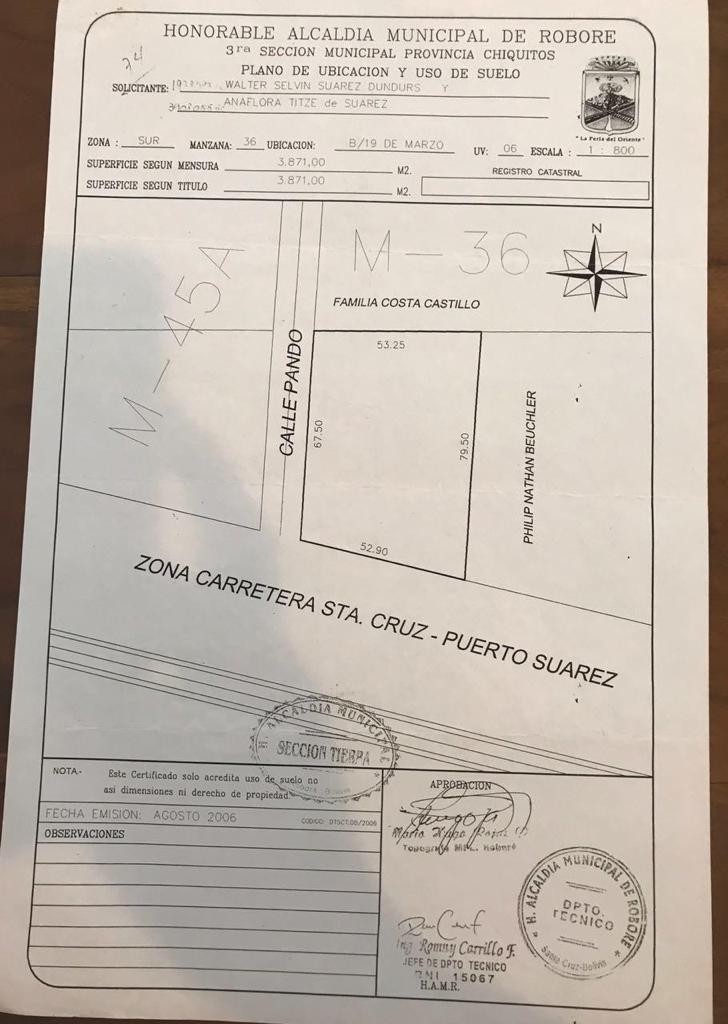 HONORABLE ALCALDIA MUNICIPAL DE ROBORE
3ra SECCION MUNICIPAL PROVINCIA CHIQUITOS
PLANO DE UBICACION Y USO DE SUELO
24
SOLICITANTE: WALTER SELVIN SUAREZ DUNDURS Y
ANAFLORA TITZE de SUAREZ
"La Perla del Oriente"
ZONA : SUR MANZANA: 36 UBICACION: B/19 DE MARZO UV: 06 ESCALA : 1 : 800
SUPERFICIE SEGUN MENSURA 3.871,00 M2.
REGISTRO CATASTRAL
SUPERFICIE SEGUN TITULO 3.871,00 M2.
M-45A
M-36
N
FAMILIA COSTA CASTILLO
CALLE PANDO
53.25
67.50
79.50
52.90
PHILIP NATHAN BEUCHLER
ZONA CARRETERA STA. CRUZ - PUERTO SUAREZ
ALCALDIA MUNICIPAL
SECCION TIERRA
NOTA.- Este Certificado solo acredita uso de suelo no
asi dimensiones ni derecho de propiedad.
FECHA EMISION: AGOSTO 2006
OBSERVACIONES
APROBACION
H. ALCALDIA MUNICIPAL DE ROBORE
DPTO.
TECNICO
Santa Cruz-Bolivia
Ing. Rommy Carrillo F.
JEFE DE DPTO TECNICO
RNI 15067
H.A.M.R.